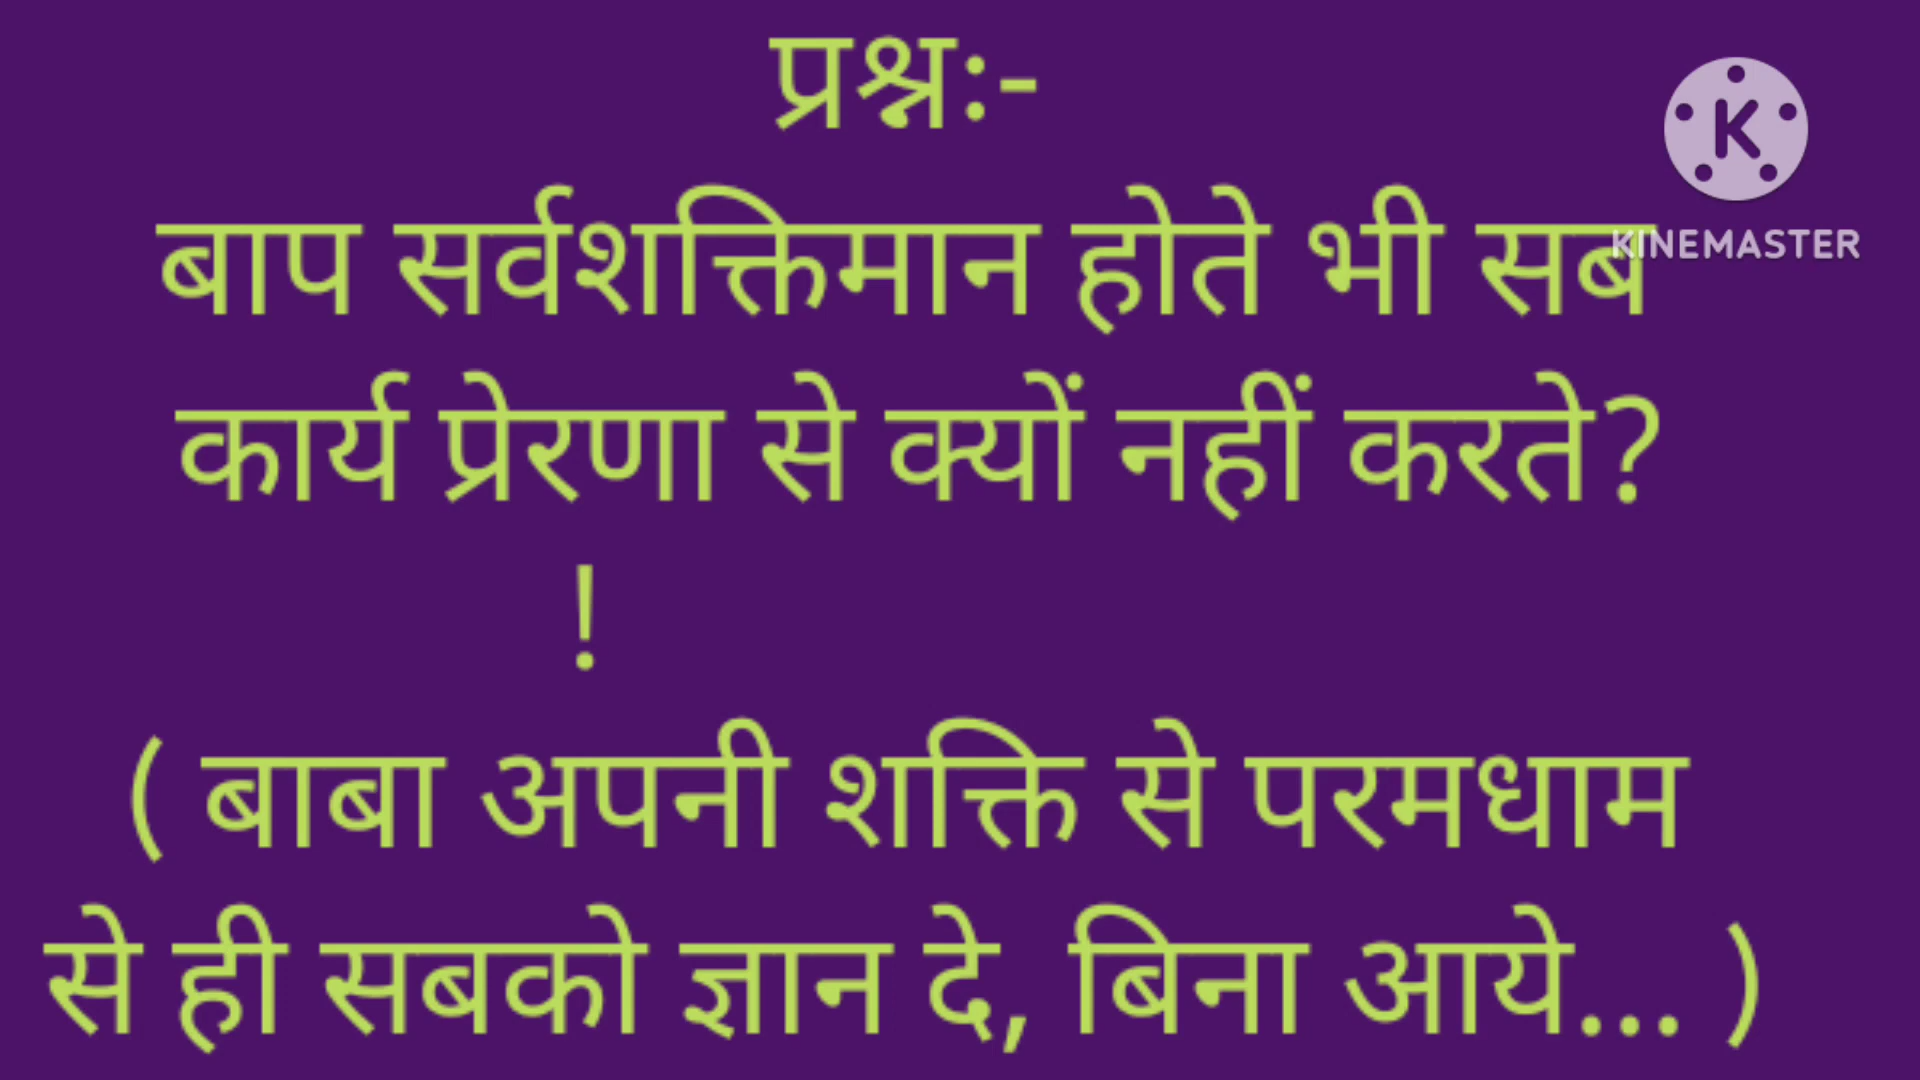 प्रश्न:-
बाप सर्वशक्तिमान होते भी सब
कार्य प्रेरणा से क्यों नहीं करते?
!
( बाबा अपनी शक्ति से परमधाम
से ही सबको ज्ञान दे, बिना आये... )
K
KINEMASTER